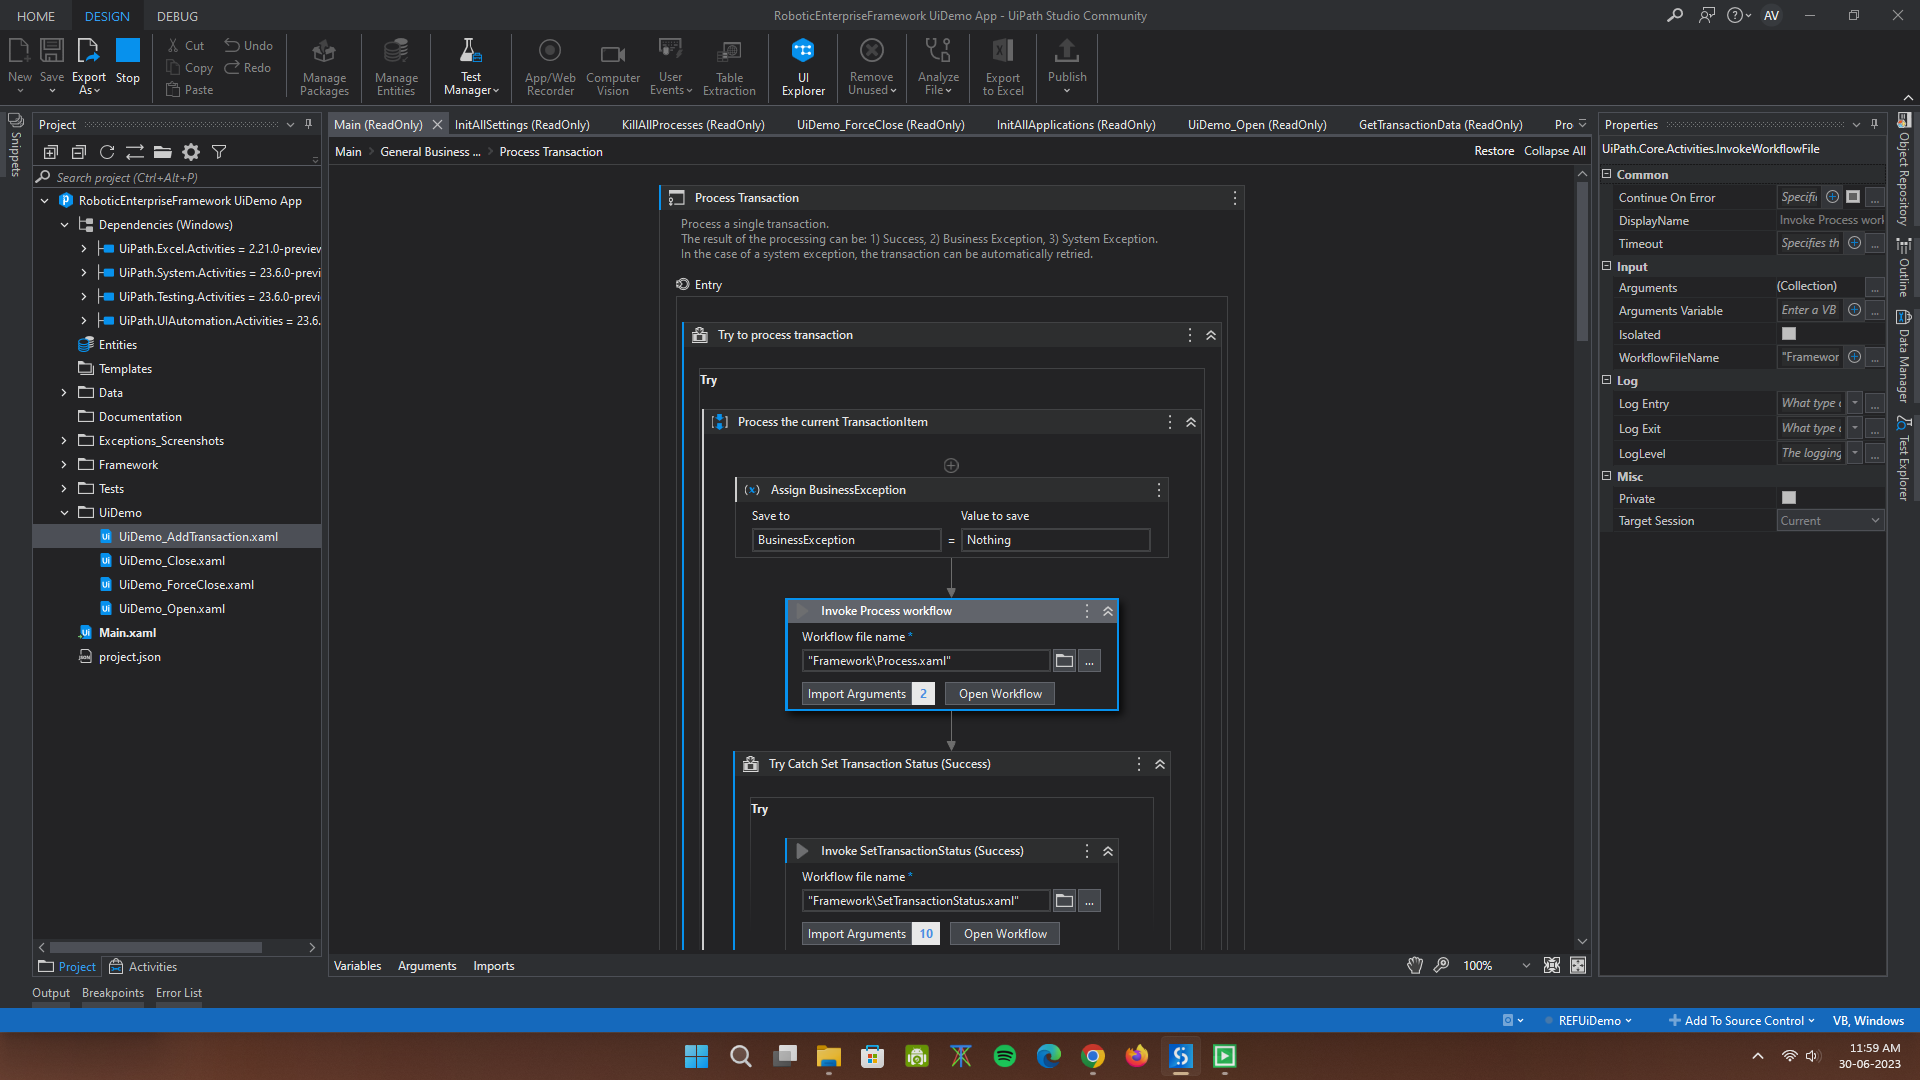 HOME DESIGN DEBUG
RoboticEnterpriseFramework UiDemo App - UiPath Studio Community
AV
New Save Export As Stop
Cut Copy Paste Undo Redo
Manage Packages
Manage Entities
Test Manager
App/Web Recorder
Computer Vision
User Events
Table Extraction
UI Explorer
Remove Unused
Analyze File
Export to Excel
Publish
Snippets
Project
Search project (Ctrl+Alt+P)
RoboticEnterpriseFramework UiDemo App
Dependencies (Windows)
UiPath.Excel.Activities = 2.21.0-preview
UiPath.System.Activities = 23.6.0-previ
UiPath.Testing.Activities = 23.6.0-previ
UiPath.UIAutomation.Activities = 23.6.
Entities
Templates
Data
Documentation
Exceptions_Screenshots
Framework
Tests
UiDemo
UiDemo_AddTransaction.xaml
UiDemo_Close.xaml
UiDemo_ForceClose.xaml
UiDemo_Open.xaml
Main.xaml
project.json
Project Activities
Main (ReadOnly) InitAllSettings (ReadOnly) KillAllProcesses (ReadOnly) UiDemo_ForceClose (ReadOnly) InitAllApplications (ReadOnly) UiDemo_Open (ReadOnly) GetTransactionData (ReadOnly) Pro
Main General Business ... Process Transaction
Restore Collapse All
Process Transaction
Process a single transaction.
The result of the processing can be: 1) Success, 2) Business Exception, 3) System Exception.
In the case of a system exception, the transaction can be automatically retried.
Entry
Try to process transaction
Try
Process the current TransactionItem
Assign BusinessException
Save to Value to save
BusinessException = Nothing
Invoke Process workflow
Workflow file name *
"Framework\Process.xaml" ...
Import Arguments 2 Open Workflow
Try Catch Set Transaction Status (Success)
Try
Invoke SetTransactionStatus (Success)
Workflow file name *
"Framework\SetTransactionStatus.xaml" ...
Import Arguments 10 Open Workflow
Variables Arguments Imports
100%
Properties
UiPath.Core.Activities.InvokeWorkflowFile
Common
Continue On Error Specifi ...
DisplayName Invoke Process work
Timeout Specifies th ...
Input
Arguments (Collection) ...
Arguments Variable Enter a VB ...
Isolated
WorkflowFileName "Framewor ...
Log
Log Entry What type o ...
Log Exit What type o ...
LogLevel The logging ...
Misc
Private
Target Session Current
Object Repository
Outline
Data Manager
Test Explorer
Output Breakpoints Error List
REFUiDemo Add To Source Control VB, Windows
11:59 AM
30-06-2023